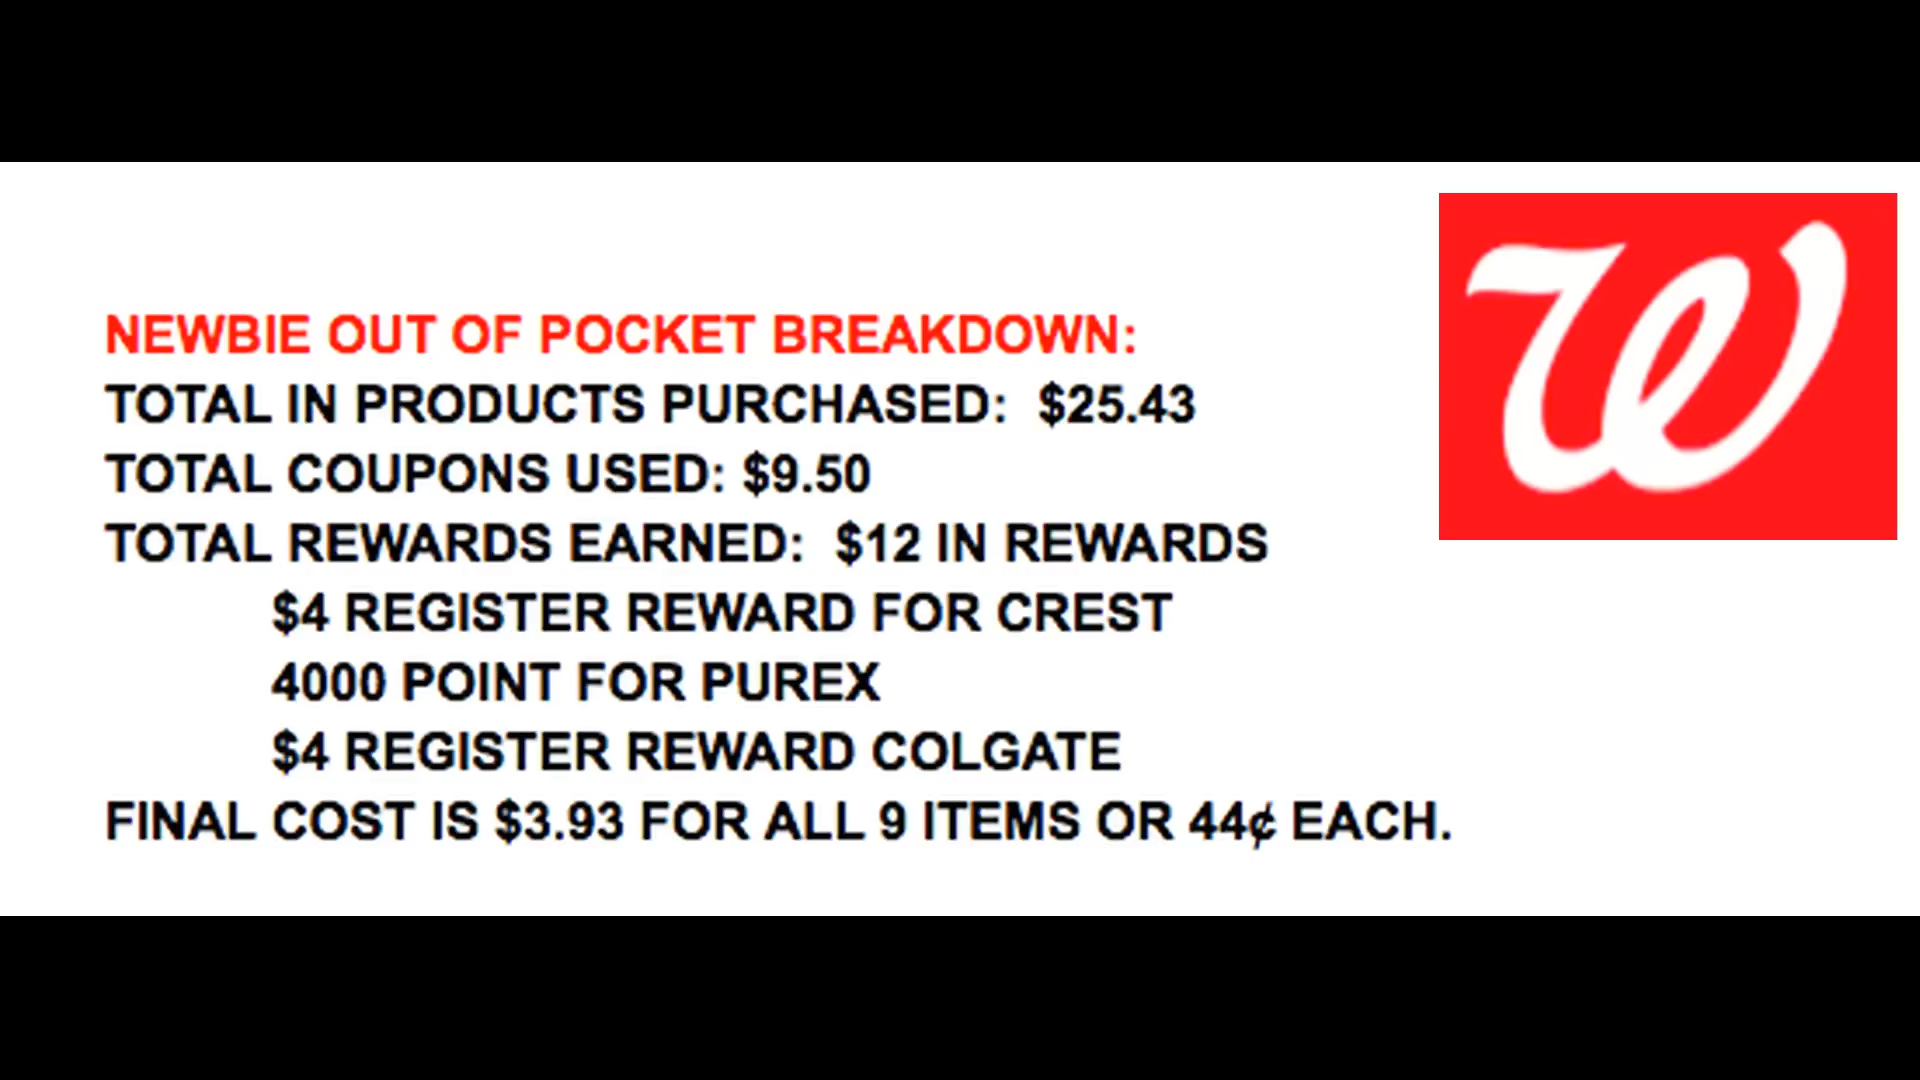 NEWBIE OUT OF POCKET BREAKDOWN:
TOTAL IN PRODUCTS PURCHASED: $25.43
TOTAL COUPONS USED: $9.50
TOTAL REWARDS EARNED: $12 IN REWARDS
$4 REGISTER REWARD FOR CREST
4000 POINT FOR PUREX
$4 REGISTER REWARD COLGATE
FINAL COST IS $3.93 FOR ALL 9 ITEMS OR 44¢ EACH.
W